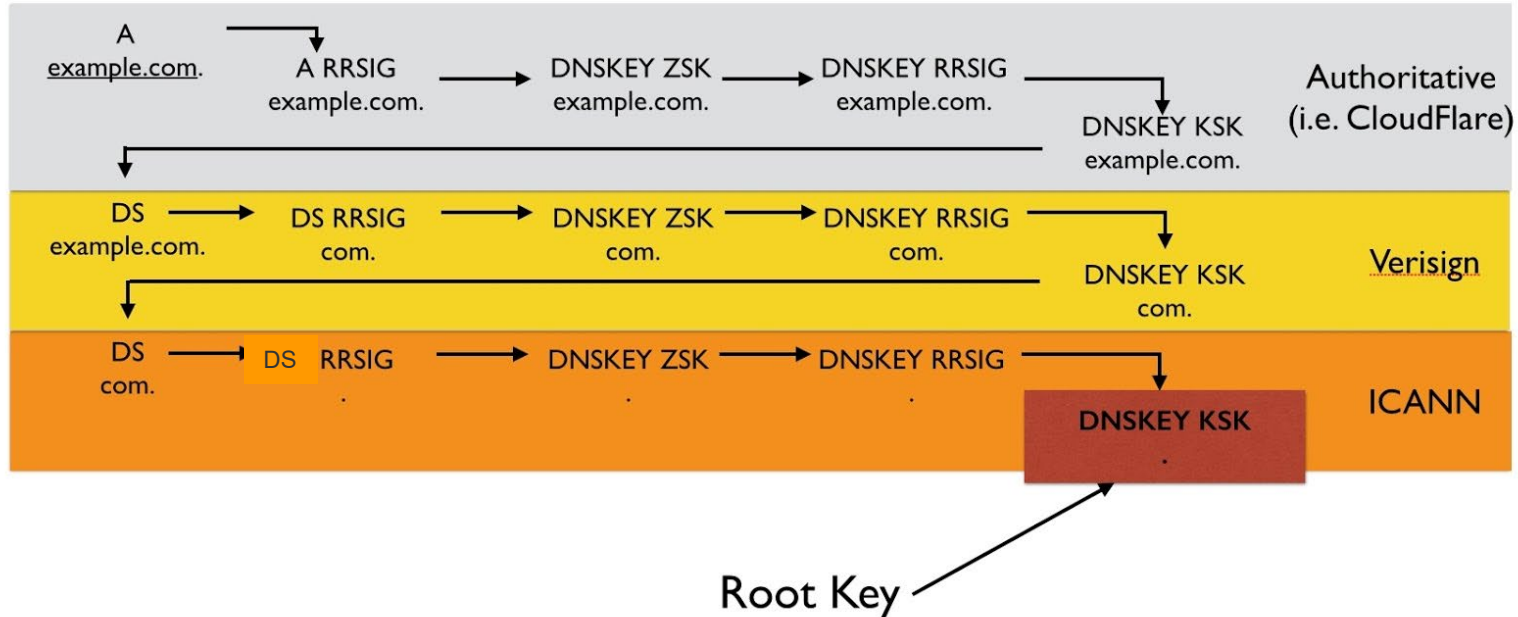 A
example.com.
A RRSIG
example.com.
DNSKEY ZSK
example.com.
DNSKEY RRSIG
example.com.
DNSKEY KSK
example.com.
Authoritative
(i.e. CloudFlare)
DS
example.com.
DS RRSIG
com.
DNSKEY ZSK
com.
DNSKEY RRSIG
com.
DNSKEY KSK
com.
Verisign
DS
com.
DS RRSIG
.
DNSKEY ZSK
.
DNSKEY RRSIG
.
DNSKEY KSK
.
ICANN
Root Key